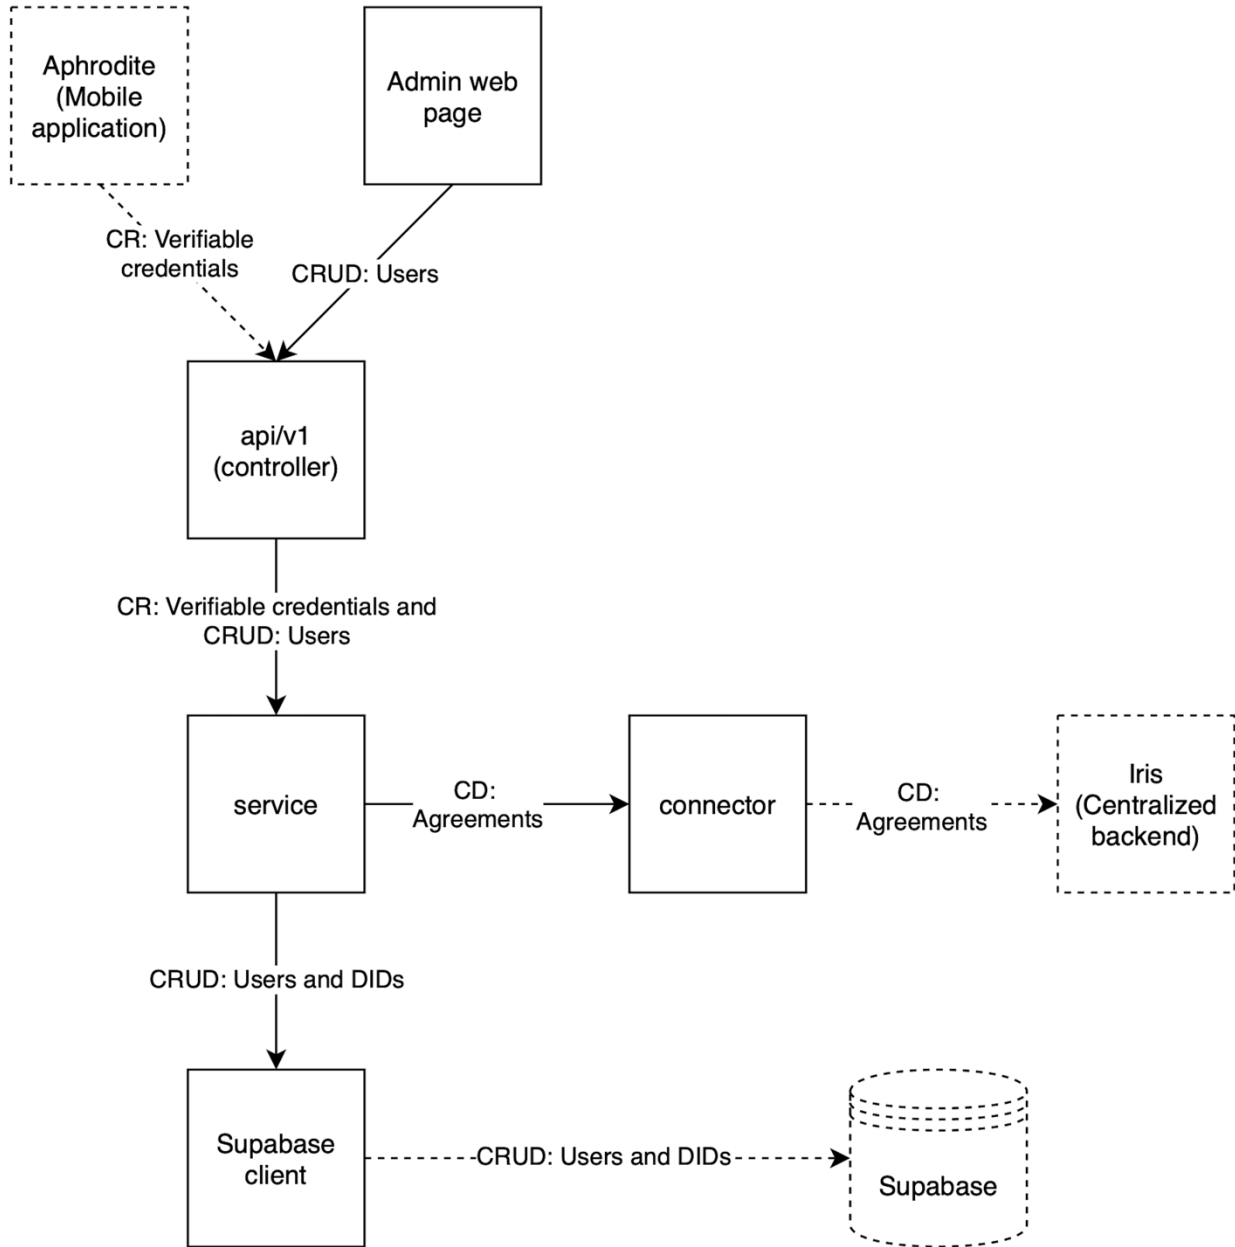 Aphrodite
(Mobile
application)
Admin web
page
CR: Verifiable
credentials
CRUD: Users
api/v1
(controller)
CR: Verifiable credentials and
CRUD: Users
service
CD:
Agreements
connector
CD:
Agreements
Iris
(Centralized
backend)
CRUD: Users and DIDs
Supabase
client
CRUD: Users and DIDs
Supabase